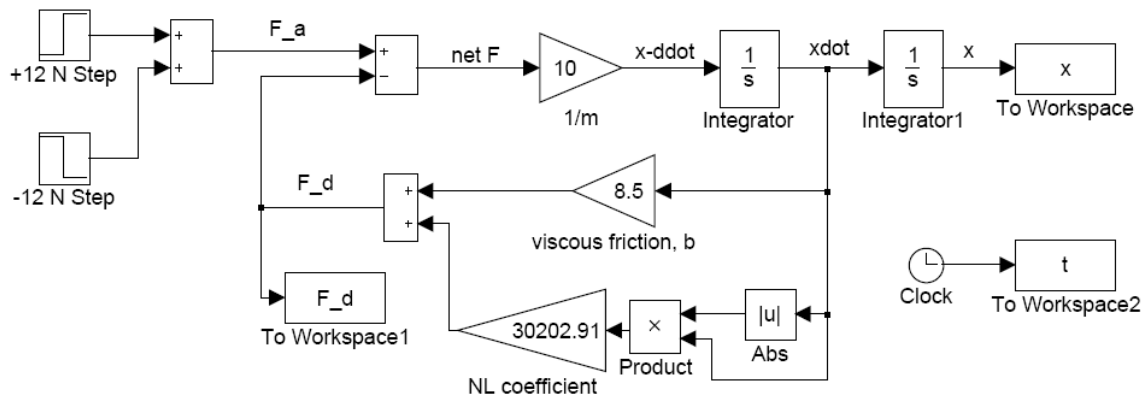 F_a
+
+
+12 N Step
-12 N Step
+
−
net F
10
1/m
x-ddot
1
s
Integrator
xdot
1
s
Integrator1
x
x
To Workspace
F_d
+
+
8.5
viscous friction, b
F_d
To Workspace1
30202.91
NL coefficient
×
Product
|u|
Abs
Clock
t
To Workspace2